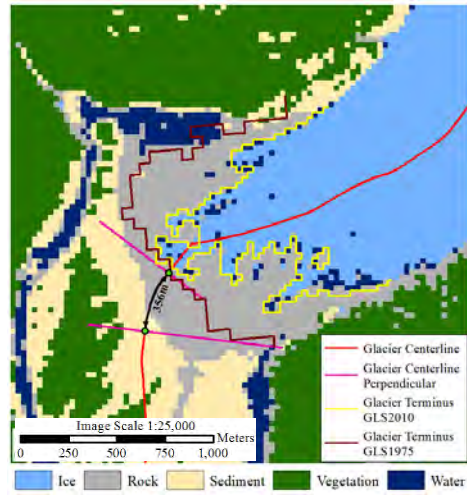 356m
Glacier Centerline
Glacier Centerline
Perpendicular
Glacier Terminus
GLS2010
Glacier Terminus
GLS1975
Image Scale 1:25,000
Meters
0 250 500 750 1,000
Ice Rock Sediment Vegetation Water